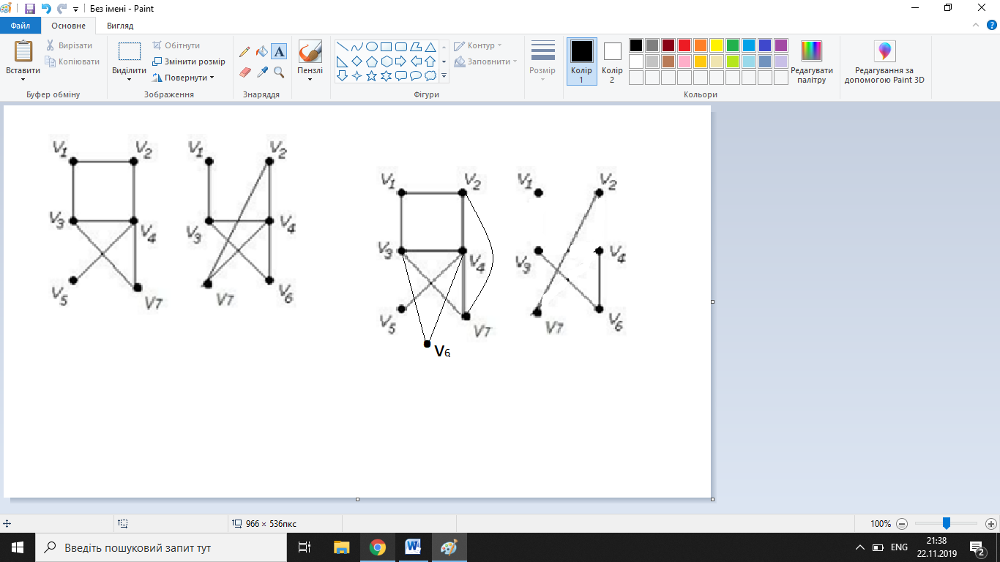 Без імені - Paint
Файл Основне Вигляд
Вставити
Вирізати
Копіювати
Буфер обміну
Виділити
Обітнути
Змінити розмір
Повернути
Зображення
A
Знаряддя
Пензлі
Контур
Заповнити
Фігури
Розмір
Колір
1
Колір
2
Редагувати
палітру
Кольори
Редагування за
допомогою Paint 3D
V1 V2 V1 V2
V3 V4 V3 V4
V5 V7 V7 V6
V1 V2 V1 V2
V3 V4 V3 V4
V5 V7 V7 V6
V6
966 × 536пкс
100%
Введіть пошуковий запит тут
ENG
21:38
22.11.2019
2